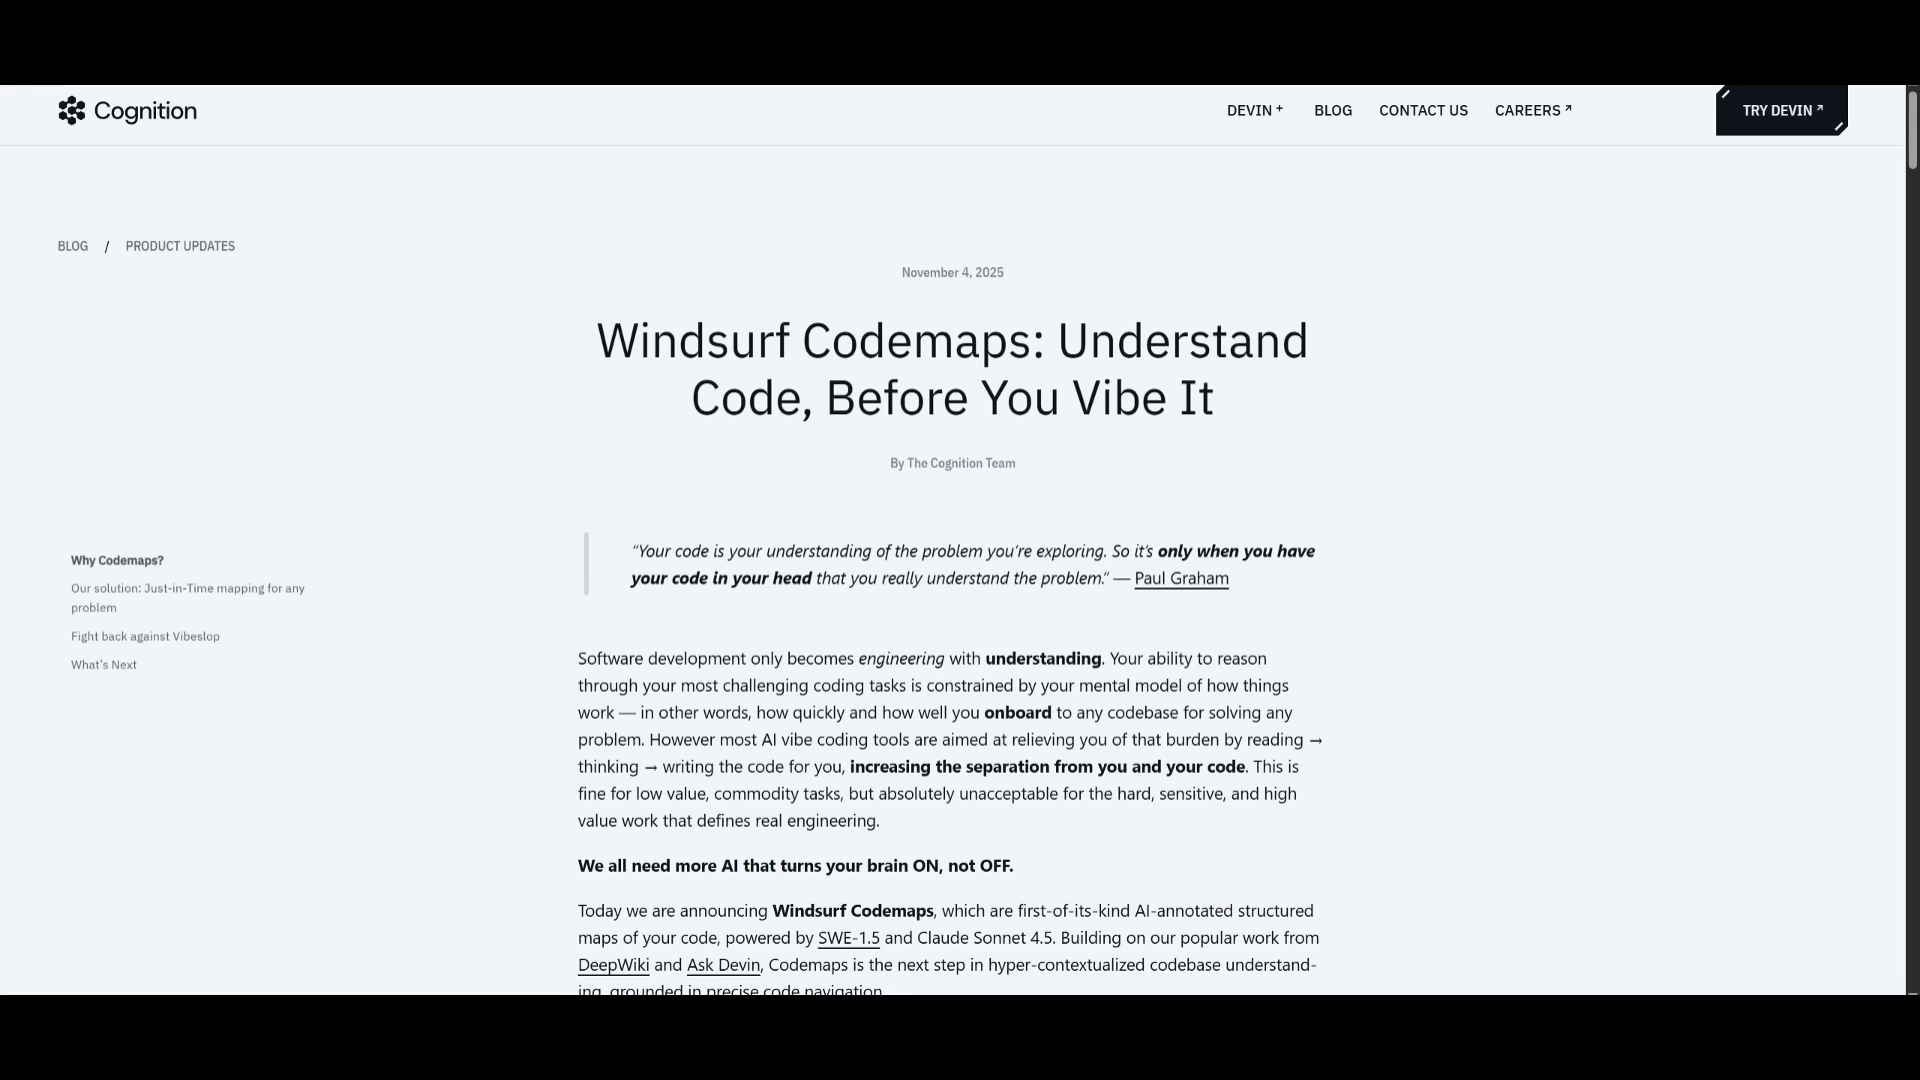 Cognition
DEVIN +
BLOG
CONTACT US
CAREERS ↗
TRY DEVIN ↗
BLOG / PRODUCT UPDATES
November 4, 2025
Windsurf Codemaps: Understand
Code, Before You Vibe It
By The Cognition Team
Why Codemaps?
Our solution: Just-in-Time mapping for any
problem
Fight back against Vibeslop
What's Next
“Your code is your understanding of the problem you’re exploring. So it’s only when you have
your code in your head that you really understand the problem.” — Paul Graham
Software development only becomes engineering with understanding. Your ability to reason
through your most challenging coding tasks is constrained by your mental model of how things
work — in other words, how quickly and how well you onboard to any codebase for solving any
problem. However most AI vibe coding tools are aimed at relieving you of that burden by reading →
thinking → writing the code for you, increasing the separation from you and your code. This is
fine for low value, commodity tasks, but absolutely unacceptable for the hard, sensitive, and high
value work that defines real engineering.
We all need more AI that turns your brain ON, not OFF.
Today we are announcing Windsurf Codemaps, which are first-of-its-kind AI-annotated structured
maps of your code, powered by SWE-1.5 and Claude Sonnet 4.5. Building on our popular work from
DeepWiki and Ask Devin, Codemaps is the next step in hyper-contextualized codebase understand-
ing, grounded in precise code navigation.